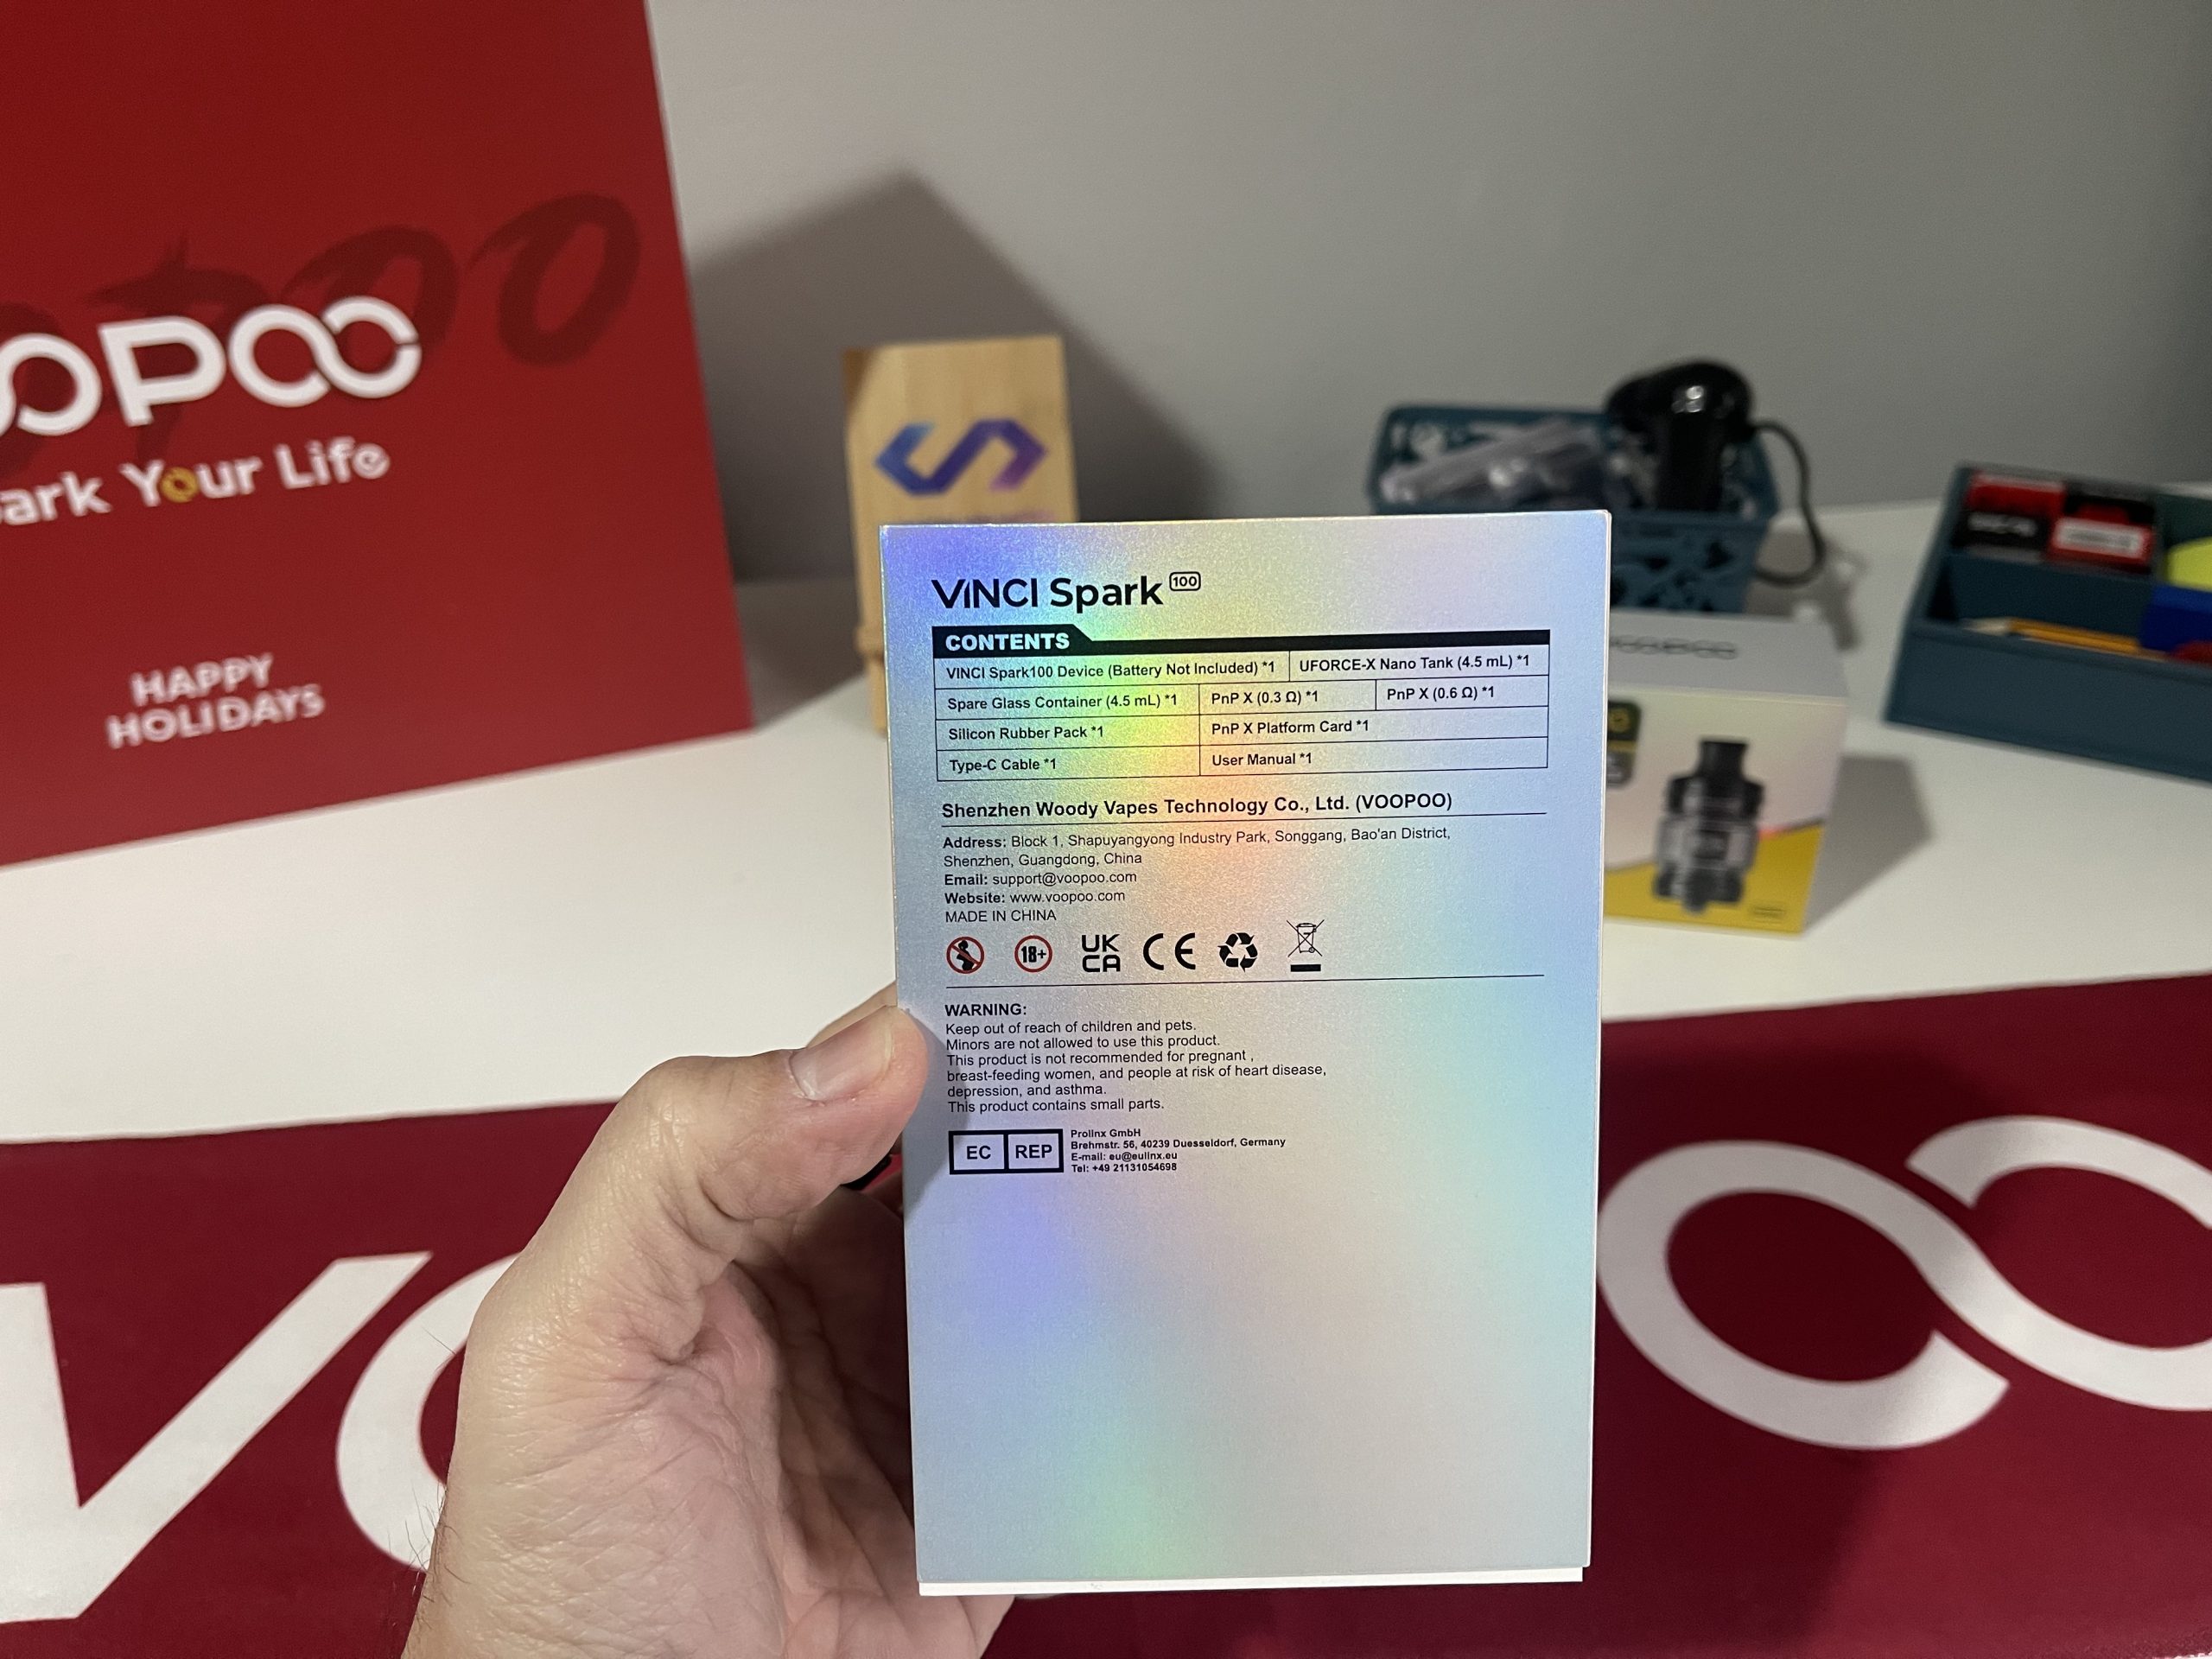 OPOO
ark Your Life
HAPPY
HOLIDAYS
VINCI Spark 100
CONTENTS
VINCI Spark100 Device (Battery Not Included) *1 UFORCE-X Nano Tank (4.5 mL) *1
Spare Glass Container (4.5 mL) *1 PnP X (0.3 Ω) *1 PnP X (0.6 Ω) *1
Silicon Rubber Pack *1 PnP X Platform Card *1
Type-C Cable *1 User Manual *1
Shenzhen Woody Vapes Technology Co., Ltd. (VOOPOO)
Address: Block 1, Shapuyangyong Industry Park, Songgang, Bao'an District,
Shenzhen, Guangdong, China
Email: support@voopoo.com
Website: www.voopoo.com
MADE IN CHINA
18+ UK CA CE
WARNING:
Keep out of reach of children and pets.
Minors are not allowed to use this product.
This product is not recommended for pregnant ,
breast-feeding women, and people at risk of heart disease,
depression, and asthma.
This product contains small parts.
EC REP
Prolinx GmbH
Brehmstr. 56, 40239 Duesseldorf, Germany
E-mail: eu@eulinx.eu
Tel: +49 21131054698
VO OO